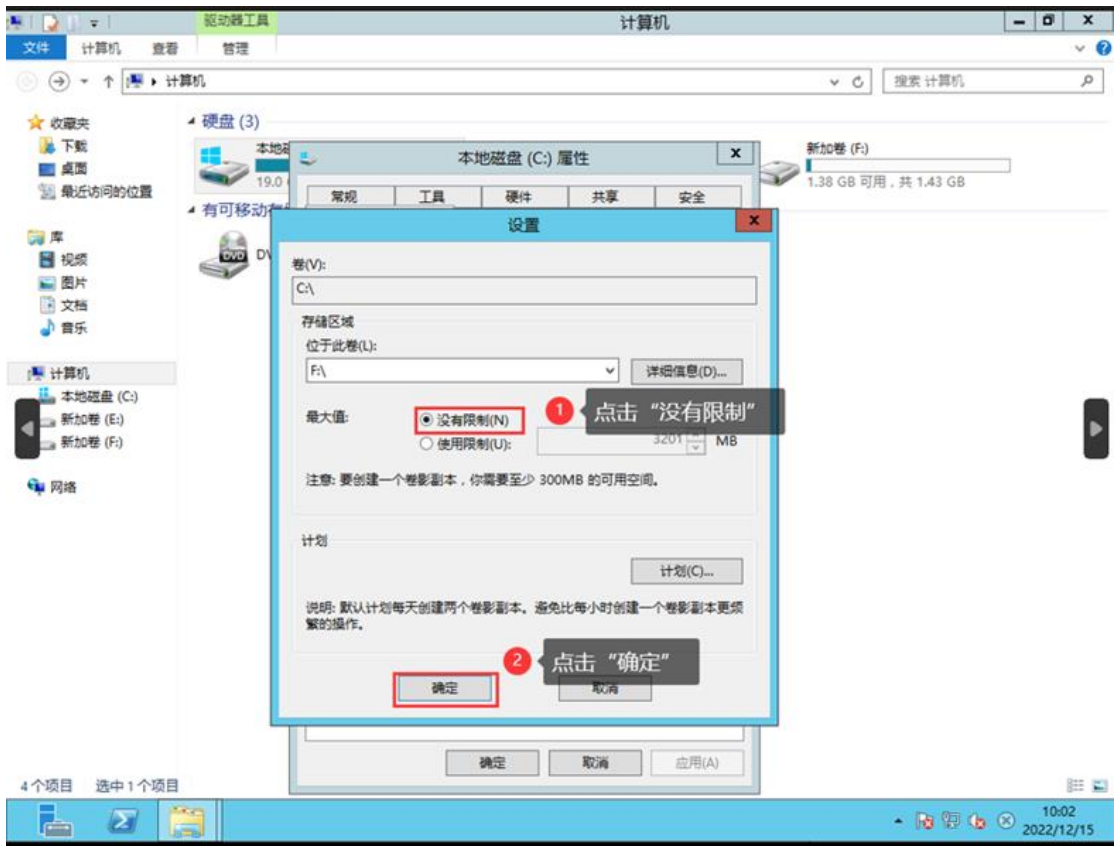 驱动器工具
计算机
文件 计算机 查看 管理
计算机
搜索 计算机
收藏夹
下载
桌面
最近访问的位置
库
视频
图片
文档
音乐
计算机
本地磁盘 (C:)
新加卷 (E:)
新加卷 (F:)
网络
硬盘 (3)
19.0
新加卷 (F:)
1.38 GB 可用，共 1.43 GB
有可移动
DVD
本地磁盘 (C:) 属性
常规 工具 硬件 共享 安全
设置
卷(V):
C:\
存储区域
位于此卷(L):
F:\
详细信息(D)...
最大值:
没有限制(N)
1 点击“没有限制”
使用限制(U):
3201 MB
注意: 要创建一个卷影副本，你需要至少 300MB 的可用空间。
计划
计划(C)...
说明: 默认计划每天创建两个卷影副本。避免比每小时创建一个卷影副本更频
繁的操作。
2 点击“确定”
确定 取消
确定 取消 应用(A)
4 个项目 选中 1 个项目
10:02
2022/12/15